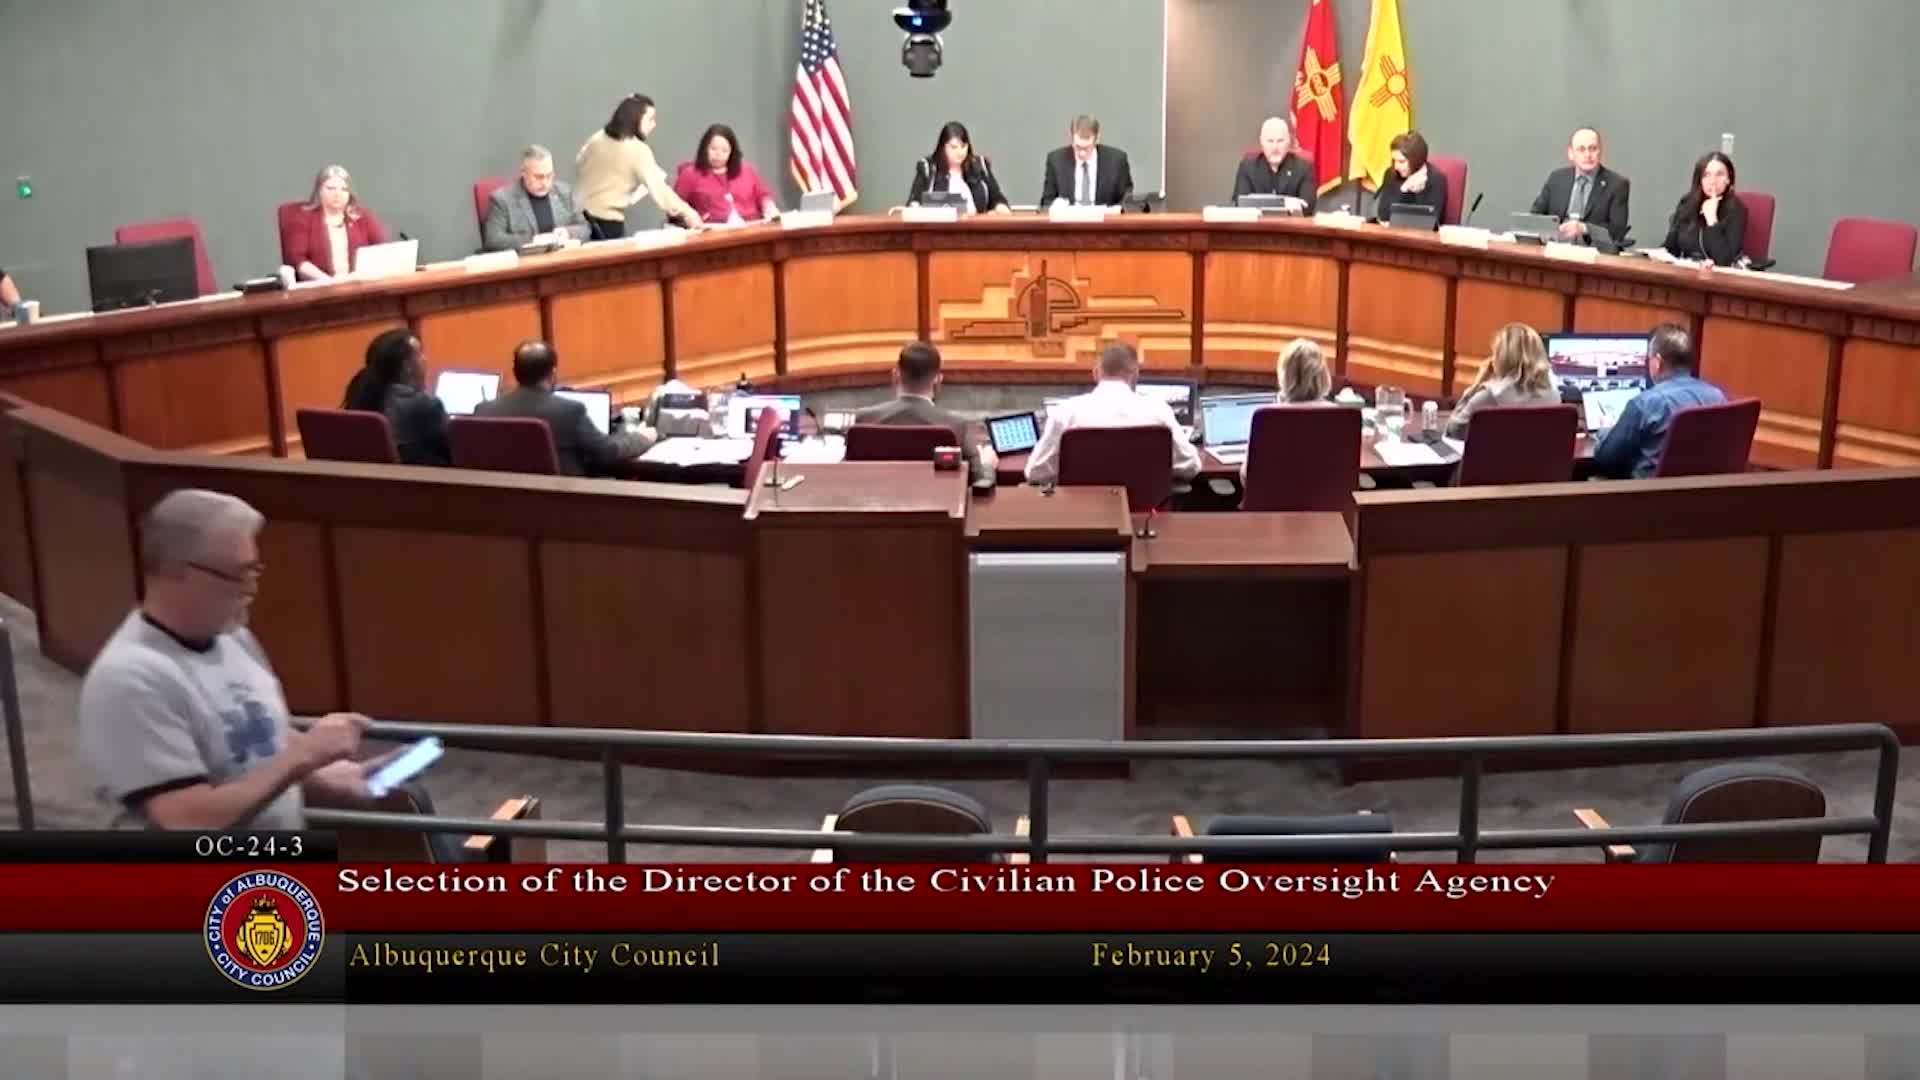 OC-24-3
Selection of the Director of the Civilian Police Oversight Agency
Albuquerque City Council
February 5, 2024
CITY of ALBUQUERQUE
1706
CITY COUNCIL